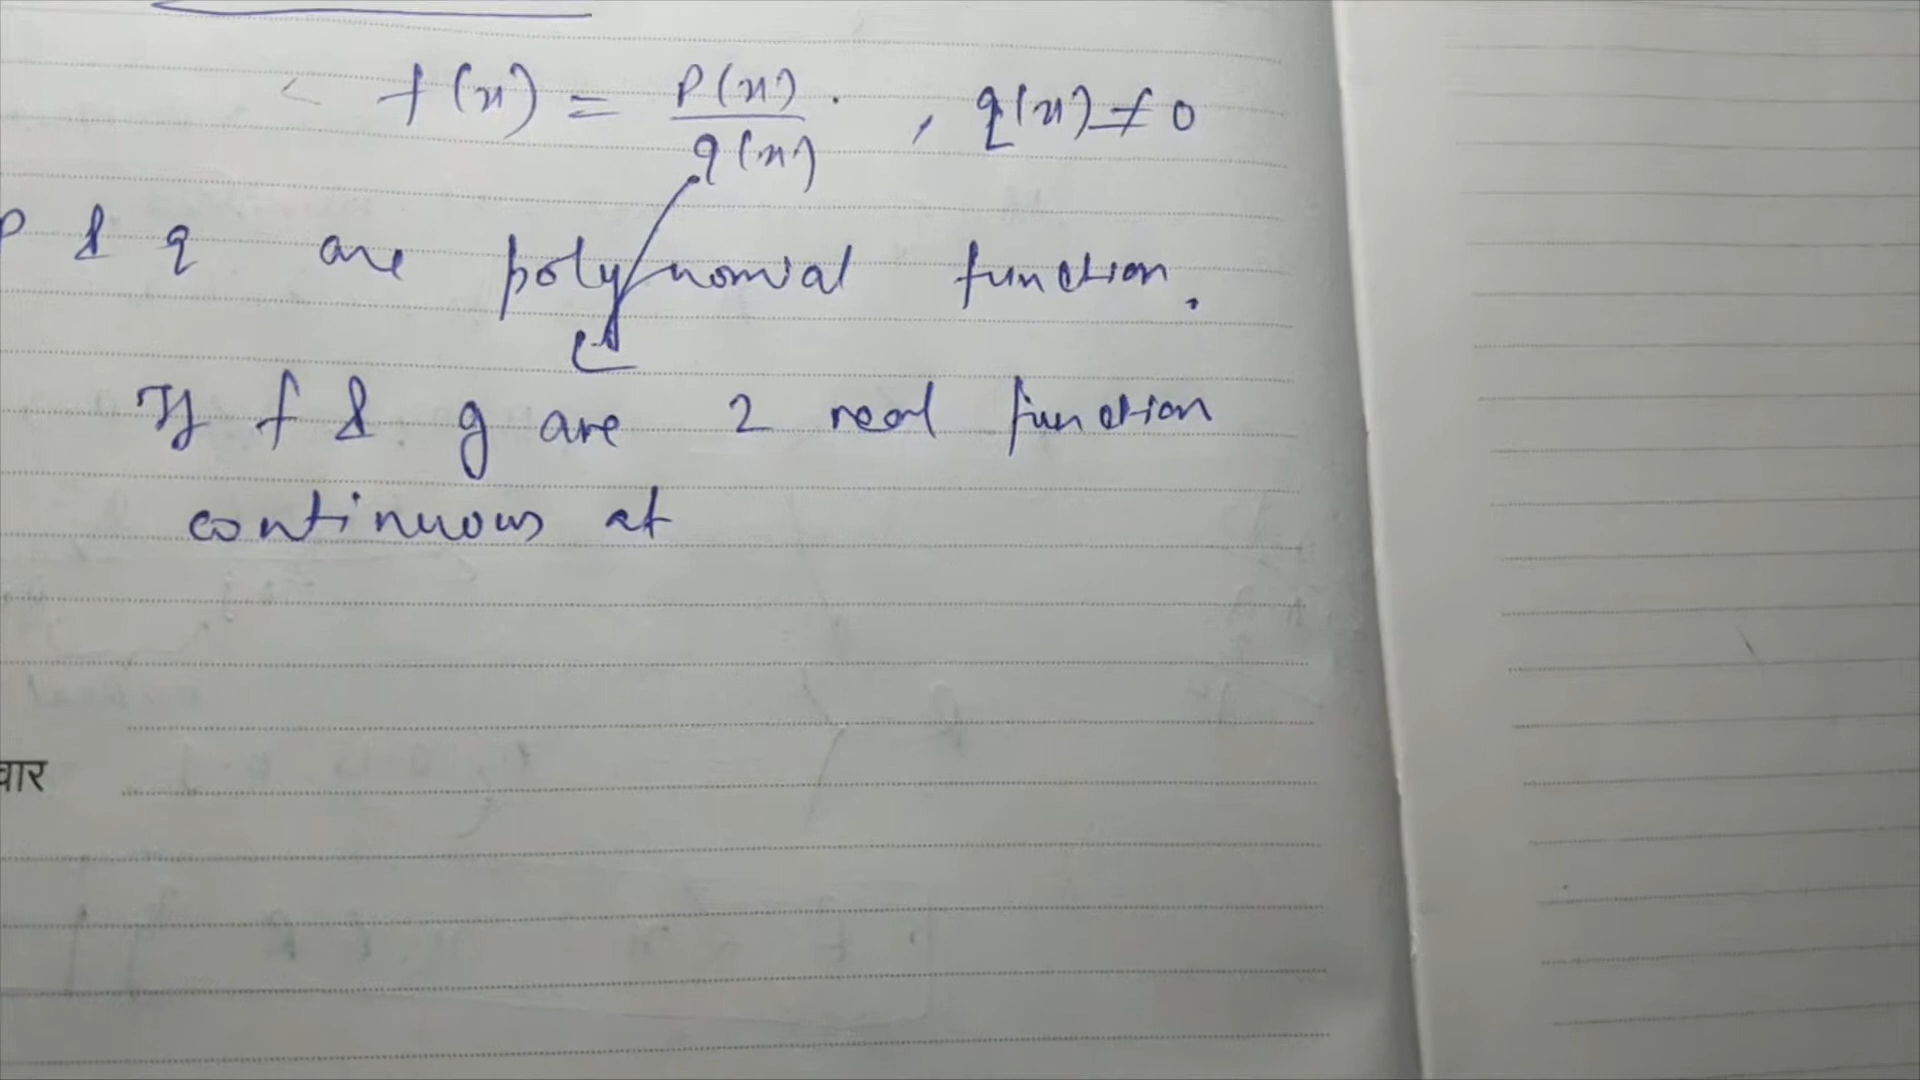 f(x) = P(x) / q(x) , q(x) ≠ 0
P & q are polynomial function.
If f & g are 2 real function
continuous at
वार